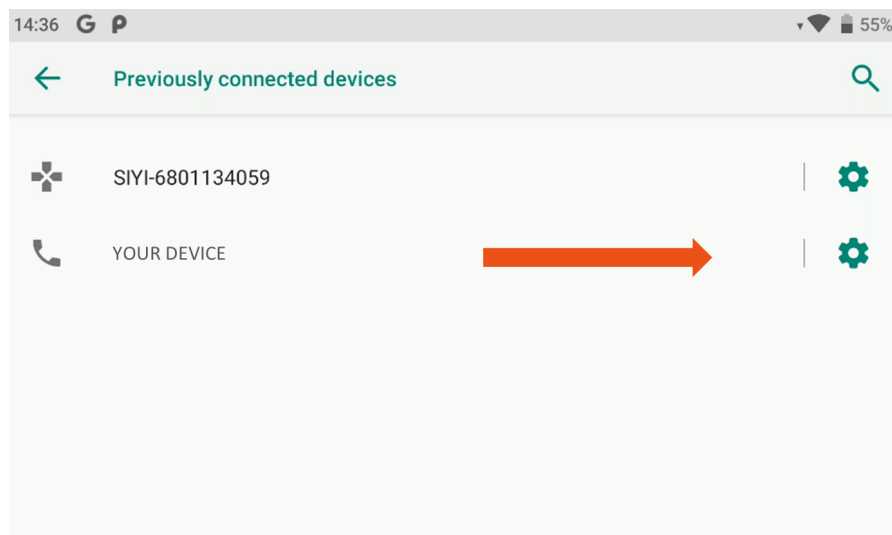 14:36 G P 55%
Previously connected devices
SIYI-6801134059
YOUR DEVICE